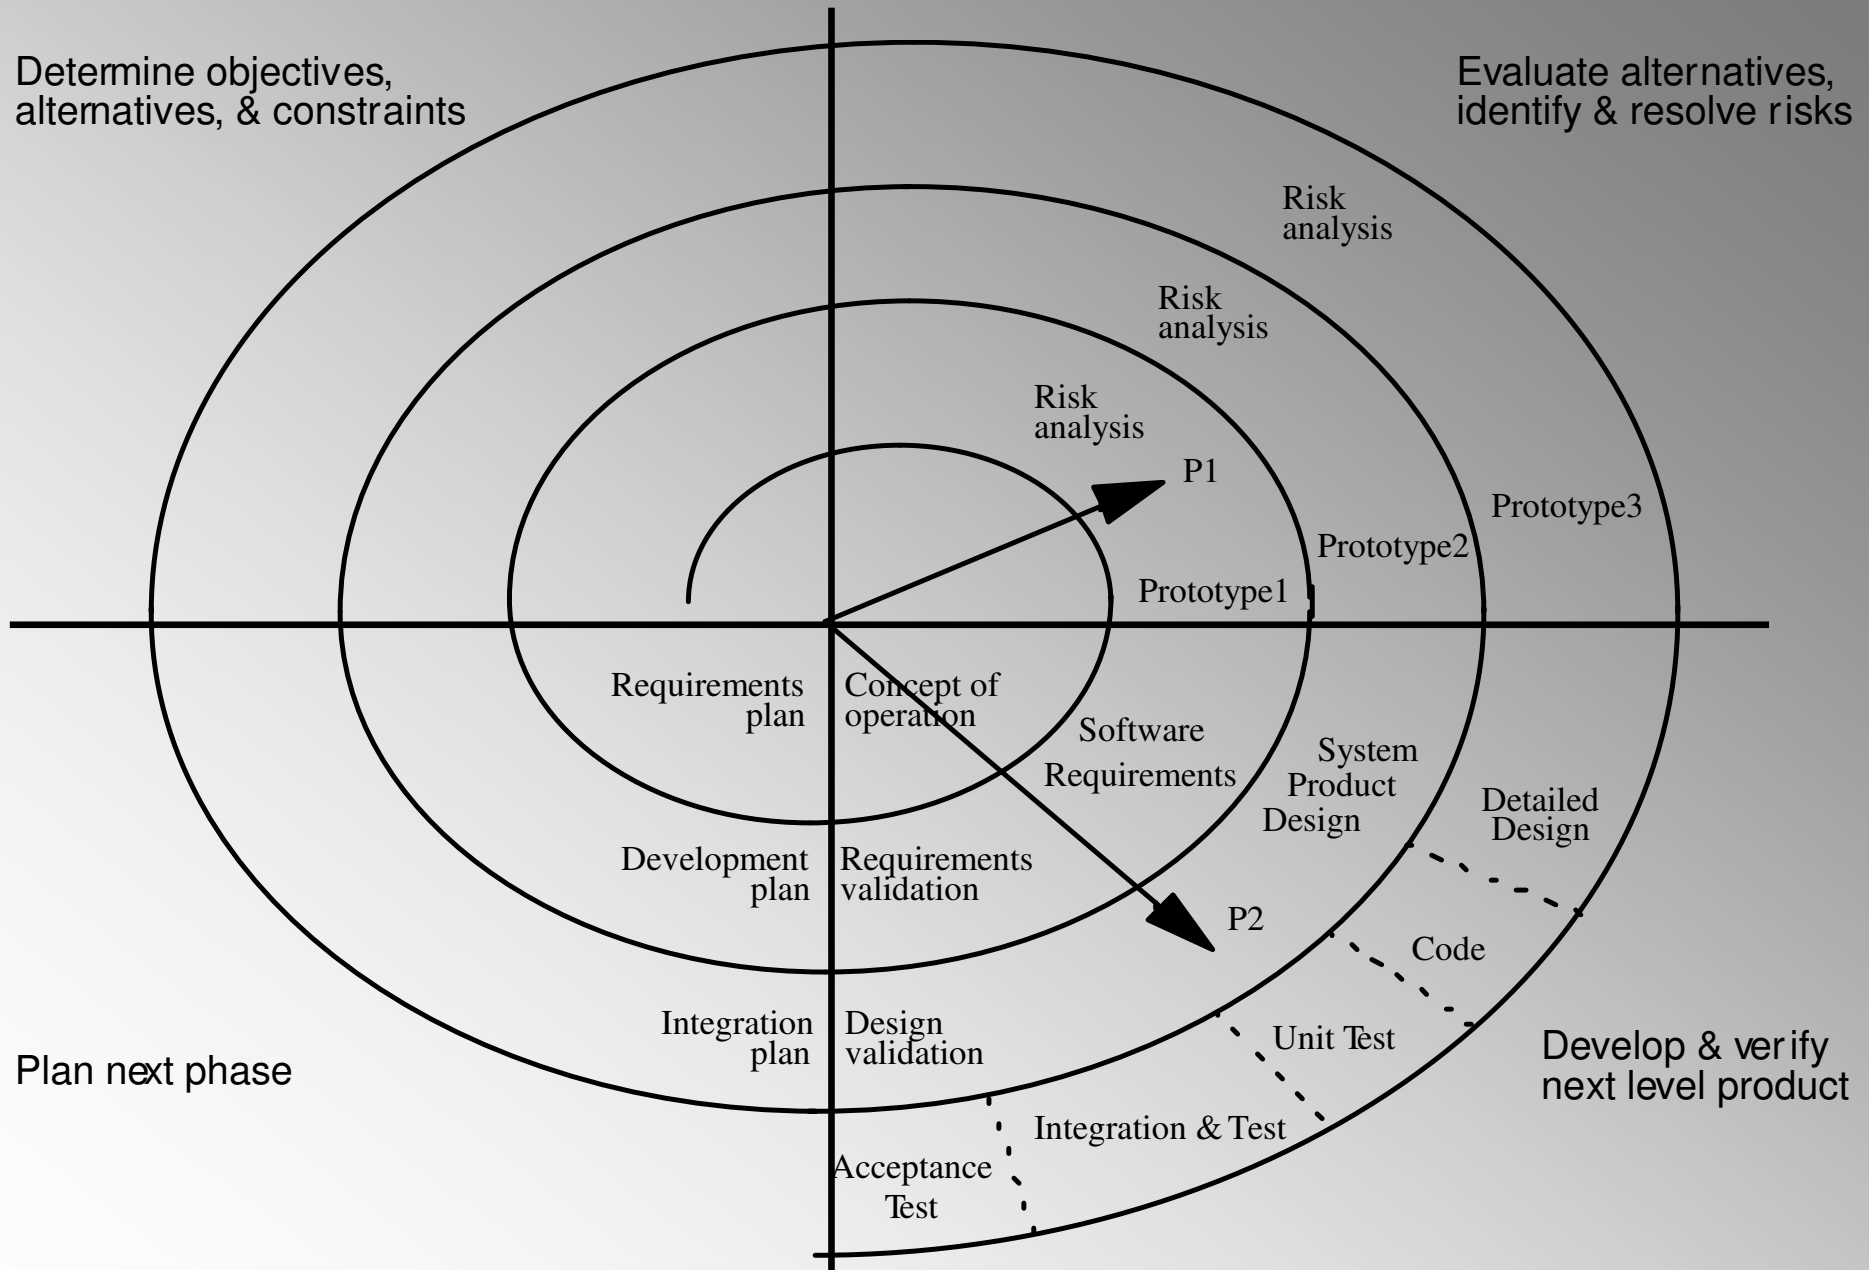 Determine objectives,
alternatives, & constraints
Evaluate alternatives,
identify & resolve risks
Risk
analysis
Risk
analysis
Risk
analysis
P1
Prototype3
Prototype2
Prototype1
Requirements
plan
Concept of
operation
Software
Requirements
System
Product
Design
Detailed
Design
Development
plan
Requirements
validation
P2
Code
Integration
plan
Design
validation
Unit Test
Plan next phase
Develop & verify
next level product
Integration & Test
Acceptance
Test